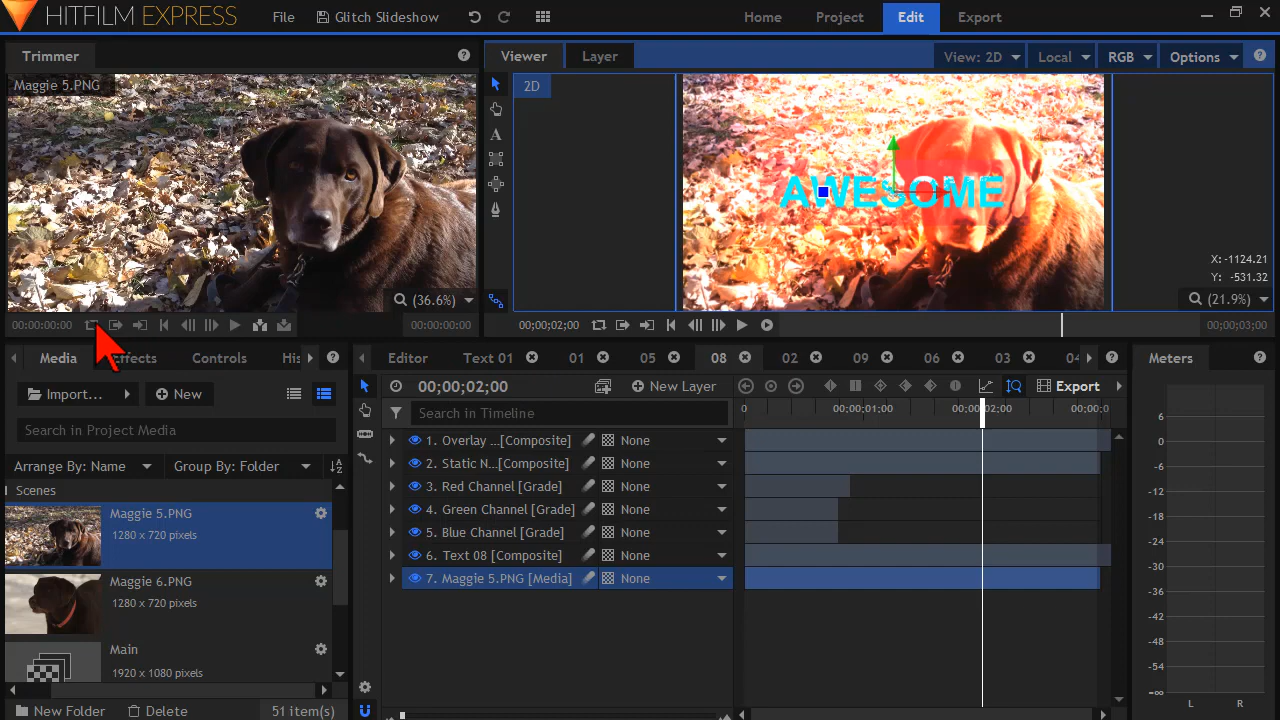 HITFILM EXPRESS File Glitch Slideshow Home Project Edit Export
Trimmer Viewer Layer View: 2D Local RGB Options
Maggie 5.PNG
2D
AWESOME
X: -1124.21
Y: -531.32
(36.6%) (21.9%)
00:00:00:00 00:00:00:00 00;00;02;00 00;00;03;00
Media Effects Controls His Editor Text 01 01 05 08 02 09 06 03 04 Meters
Import... New 00;00;02;00 New Layer Export
Search in Project Media
Search in Timeline 0 00;00;01;00 00;00;02;00 00;00;0
Arrange By: Name Group By: Folder
Scenes
Maggie 5.PNG
1280 x 720 pixels
Maggie 6.PNG
1280 x 720 pixels
Main
1920 x 1080 pixels
New Folder Delete 51 item(s)
1. Overlay ...[Composite] None
2. Static N...[Composite] None
3. Red Channel [Grade] None
4. Green Channel [Grade] None
5. Blue Channel [Grade] None
6. Text 08 [Composite] None
7. Maggie 5.PNG [Media] None
6
0
-6
-12
-18
-24
-30
-36
-42
-48
-54
-∞
L R